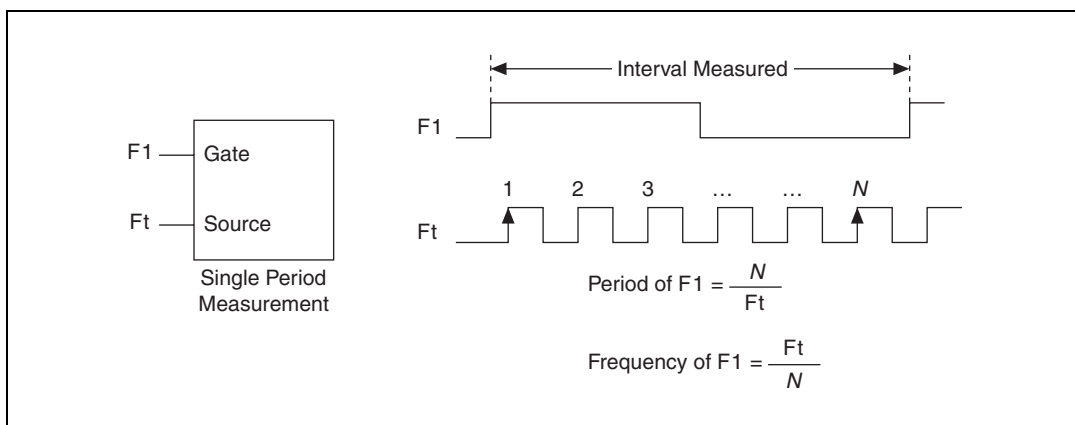 Interval Measured
F1
F1
Gate
1 2 3 … … N
Ft
Source
Ft
Single Period
Measurement
Period of F1 = N
Ft
Frequency of F1 = Ft
N